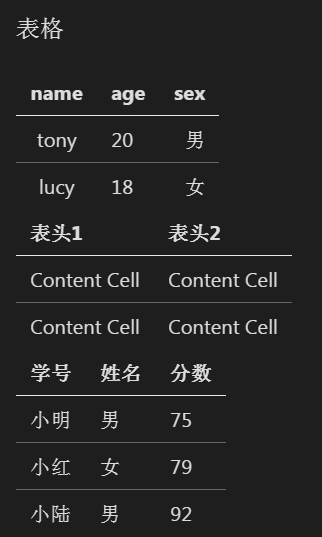 表格
name age sex
tony 20 男
lucy 18 女
表头1 表头2
Content Cell Content Cell
Content Cell Content Cell
学号 姓名 分数
小明 男 75
小红 女 79
小陆 男 92